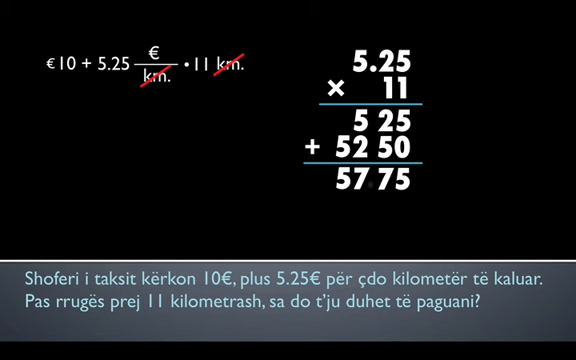 €10 + 5.25 €/km. • 11 km.
5.25
× 11
5 25
+ 52 50
57.75
Shoferi i taksit kërkon 10€, plus 5.25€ për çdo kilometër të kaluar.
Pas rrugës prej 11 kilometrash, sa do t'ju duhet të paguani?